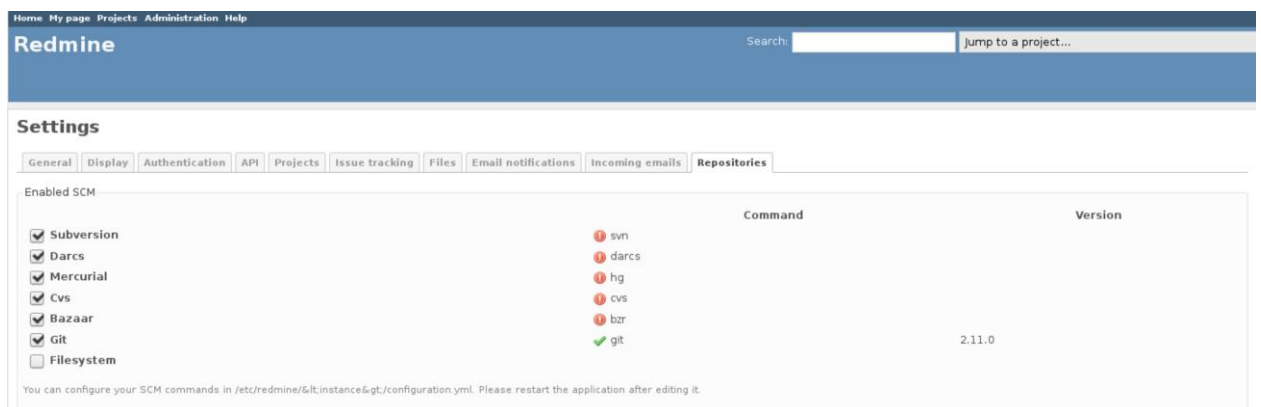 Home My page Projects Administration Help
Redmine
Search:
Jump to a project...
Settings
General Display Authentication API Projects Issue tracking Files Email notifications Incoming emails Repositories
Enabled SCM
Command Version
Subversion svn
Darcs darcs
Mercurial hg
Cvs cvs
Bazaar bzr
Git git 2.11.0
Filesystem
You can configure your SCM commands in /etc/redmine/&lt;instance&gt;/configuration.yml. Please restart the application after editing it.